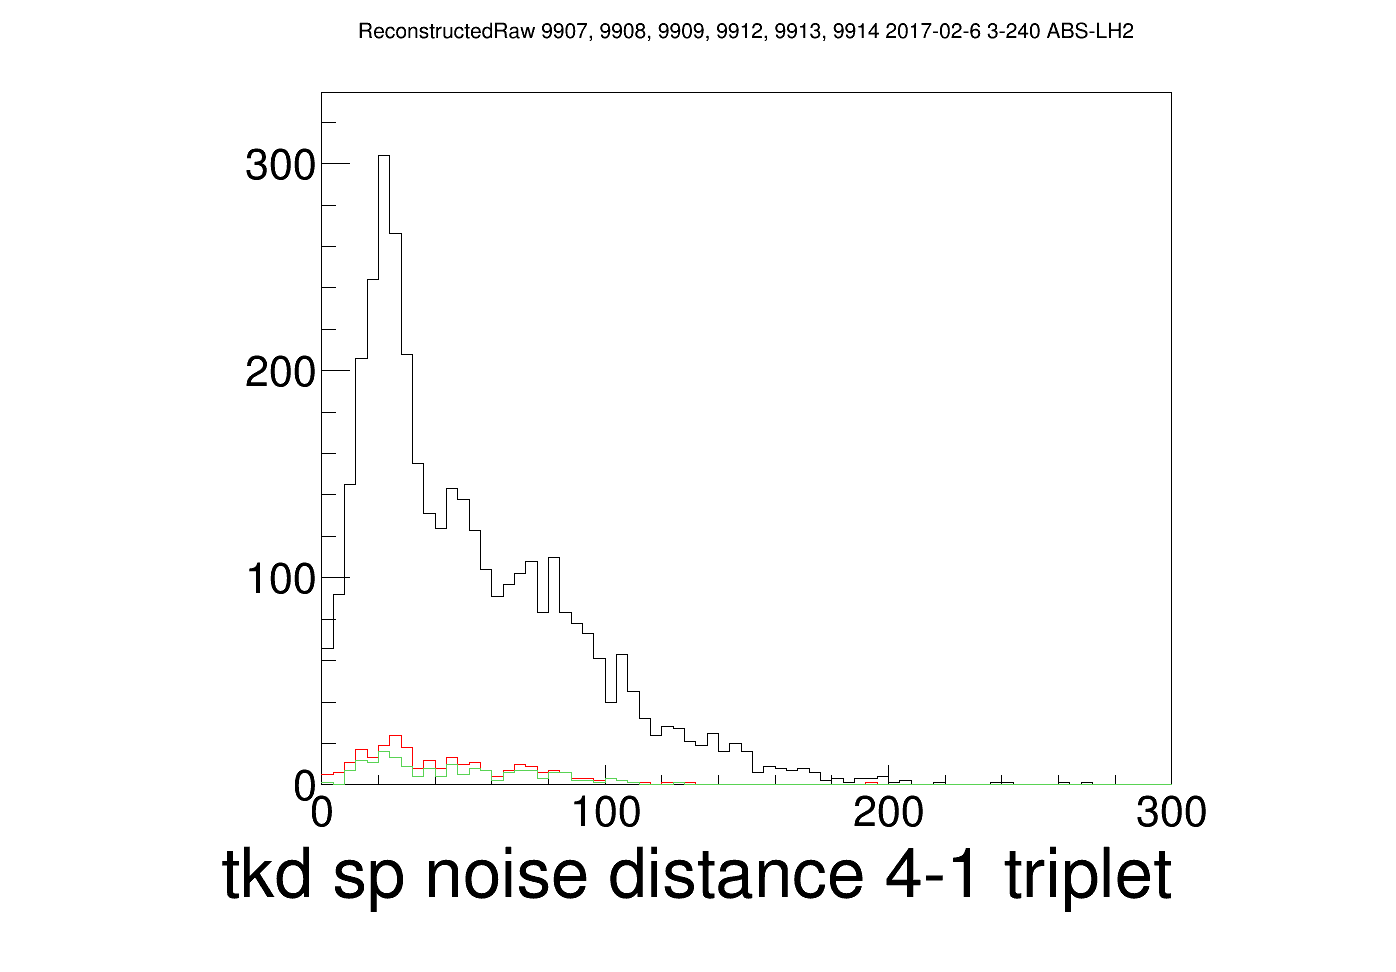 ReconstructedRaw 9907, 9908, 9909, 9912, 9913, 9914 2017-02-6 3-240 ABS-LH2
300
200
100
0
0 100 200 300
tkd sp noise distance 4-1 triplet